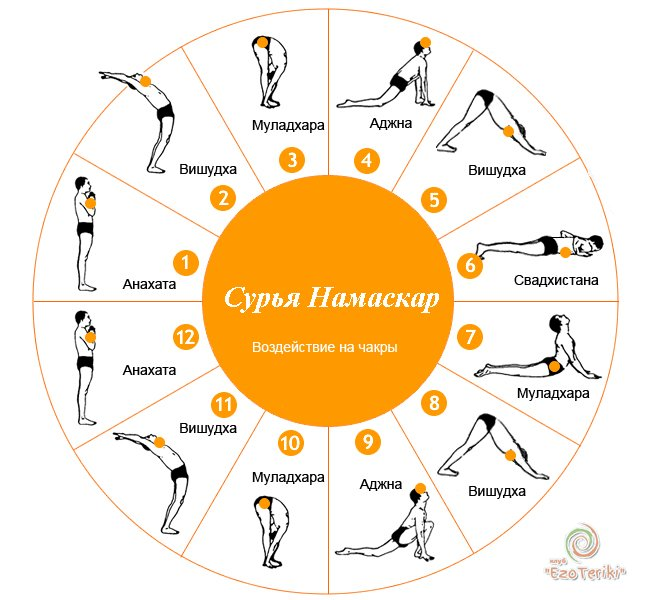 Сурья Намаскар
Воздействие на чакры
1
Анахата
2
Вишудха
3
Муладхара
4
Аджна
5
Вишудха
6
Свадхистана
7
Муладхара
8
Вишудха
9
Аджна
10
Муладхара
11
Вишудха
12
Анахата
клуб
"EzoTeriki"